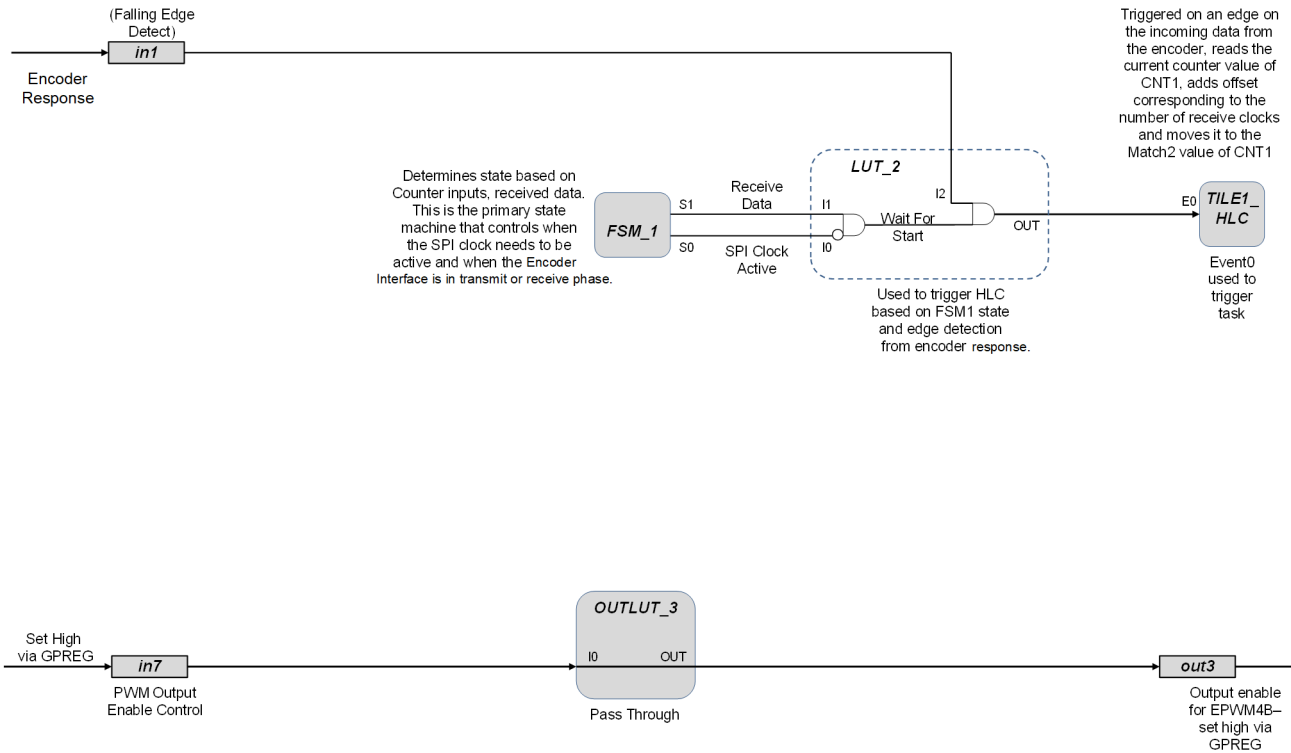 (Falling Edge
Detect)
in1
Encoder
Response
Triggered on an edge on
the incoming data from
the encoder, reads the
current counter value of
CNT1, adds offset
corresponding to the
number of receive clocks
and moves it to the
Match2 value of CNT1
Determines state based on
Counter inputs, received data.
This is the primary state
machine that controls when
the SPI clock needs to be
active and when the Encoder
Interface is in transmit or receive phase.
FSM_1
S1
S0
Receive
Data
SPI Clock
Active
LUT_2
I1
I0
Wait For
Start
I2
OUT
Used to trigger HLC
based on FSM1 state
and edge detection
from encoder response.
E0
TILE1_
HLC
Event0
used to
trigger
task
Set High
via GPREG
in7
PWM Output
Enable Control
OUTLUT_3
I0
OUT
Pass Through
out3
Output enable
for EPWM4B–
set high via
GPREG